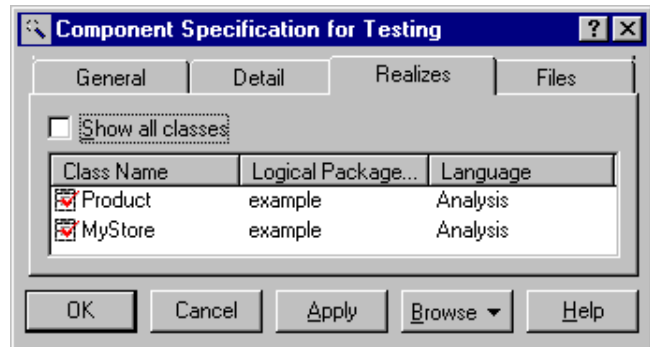 Component Specification for Testing ?
General Detail Realizes Files
Show all classes
Class Name Logical Package... Language
Product example Analysis
MyStore example Analysis
OK Cancel Apply Browse Help